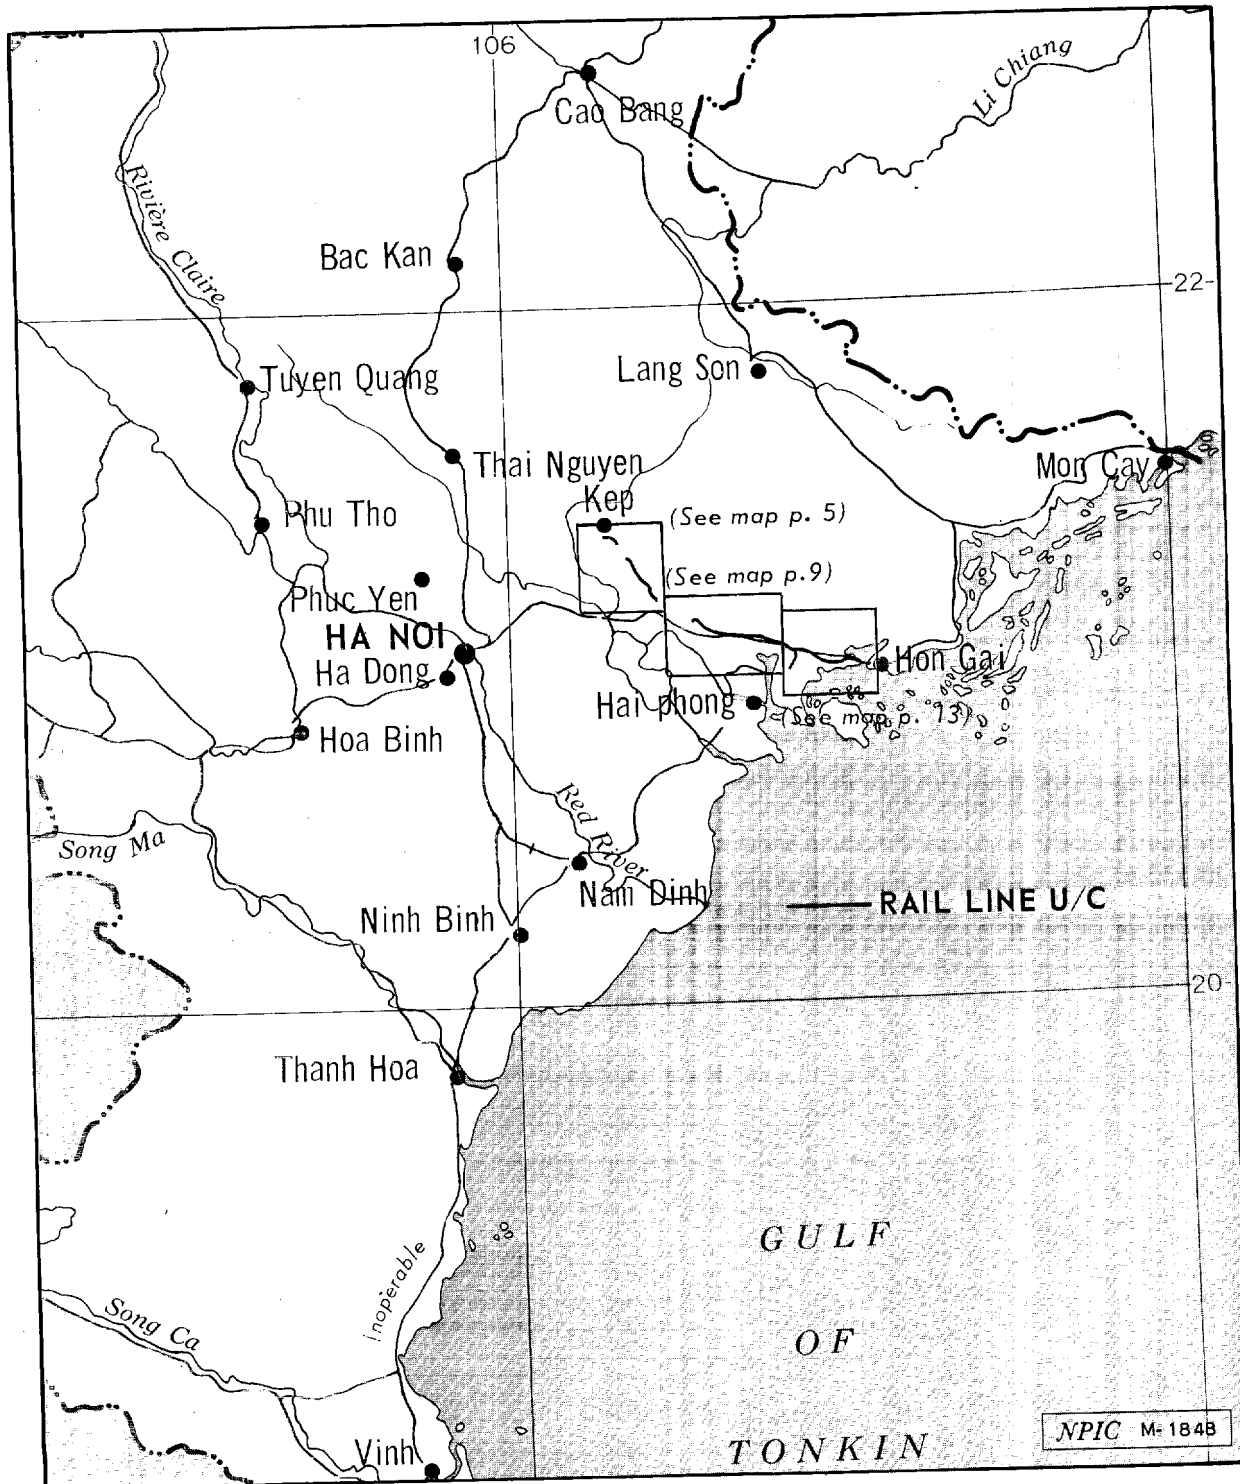 106
Cao Bang
Li Chiang
Rivière Claire
Bac Kan
22
Lang Son
Tuyen Quang
Thai Nguyen
Mon Cay
Kep
Phu Tho
(See map p. 5)
(See map p.9)
Phuc Yen
HA NOI
Ha Dong
Hon Gai
Hai phong
(See map p. 13)
Hoa Binh
Red River
Song Ma
Nam Dinh
RAIL LINE U/C
Ninh Binh
20
Thanh Hoa
GULF
inoperable
Song Ca
OF
NPIC M-1848
TONKIN
Vinh